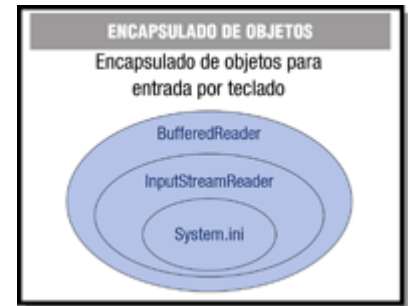 ENCAPSULADO DE OBJETOS
Encapsulado de objetos para
entrada por teclado
BufferedReader
InputStreamReader
System.ini